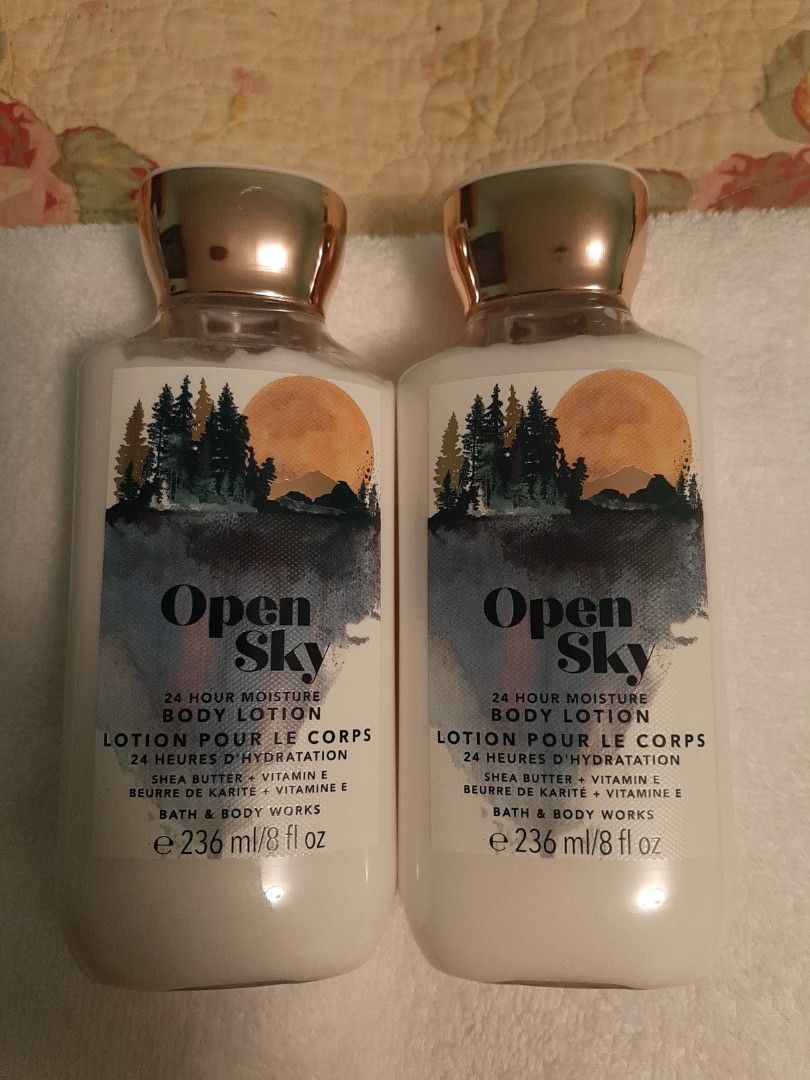 Open
Sky
24 HOUR MOISTURE
BODY LOTION
LOTION POUR LE CORPS
24 HEURES D'HYDRATATION
SHEA BUTTER + VITAMIN E
BEURRE DE KARITÉ + VITAMINE E
BATH & BODY WORKS
℮ 236 ml/8 fl oz
Open
Sky
24 HOUR MOISTURE
BODY LOTION
LOTION POUR LE CORPS
24 HEURES D'HYDRATATION
SHEA BUTTER + VITAMIN E
BEURRE DE KARITÉ + VITAMINE E
BATH & BODY WORKS
℮ 236 ml/8 fl oz